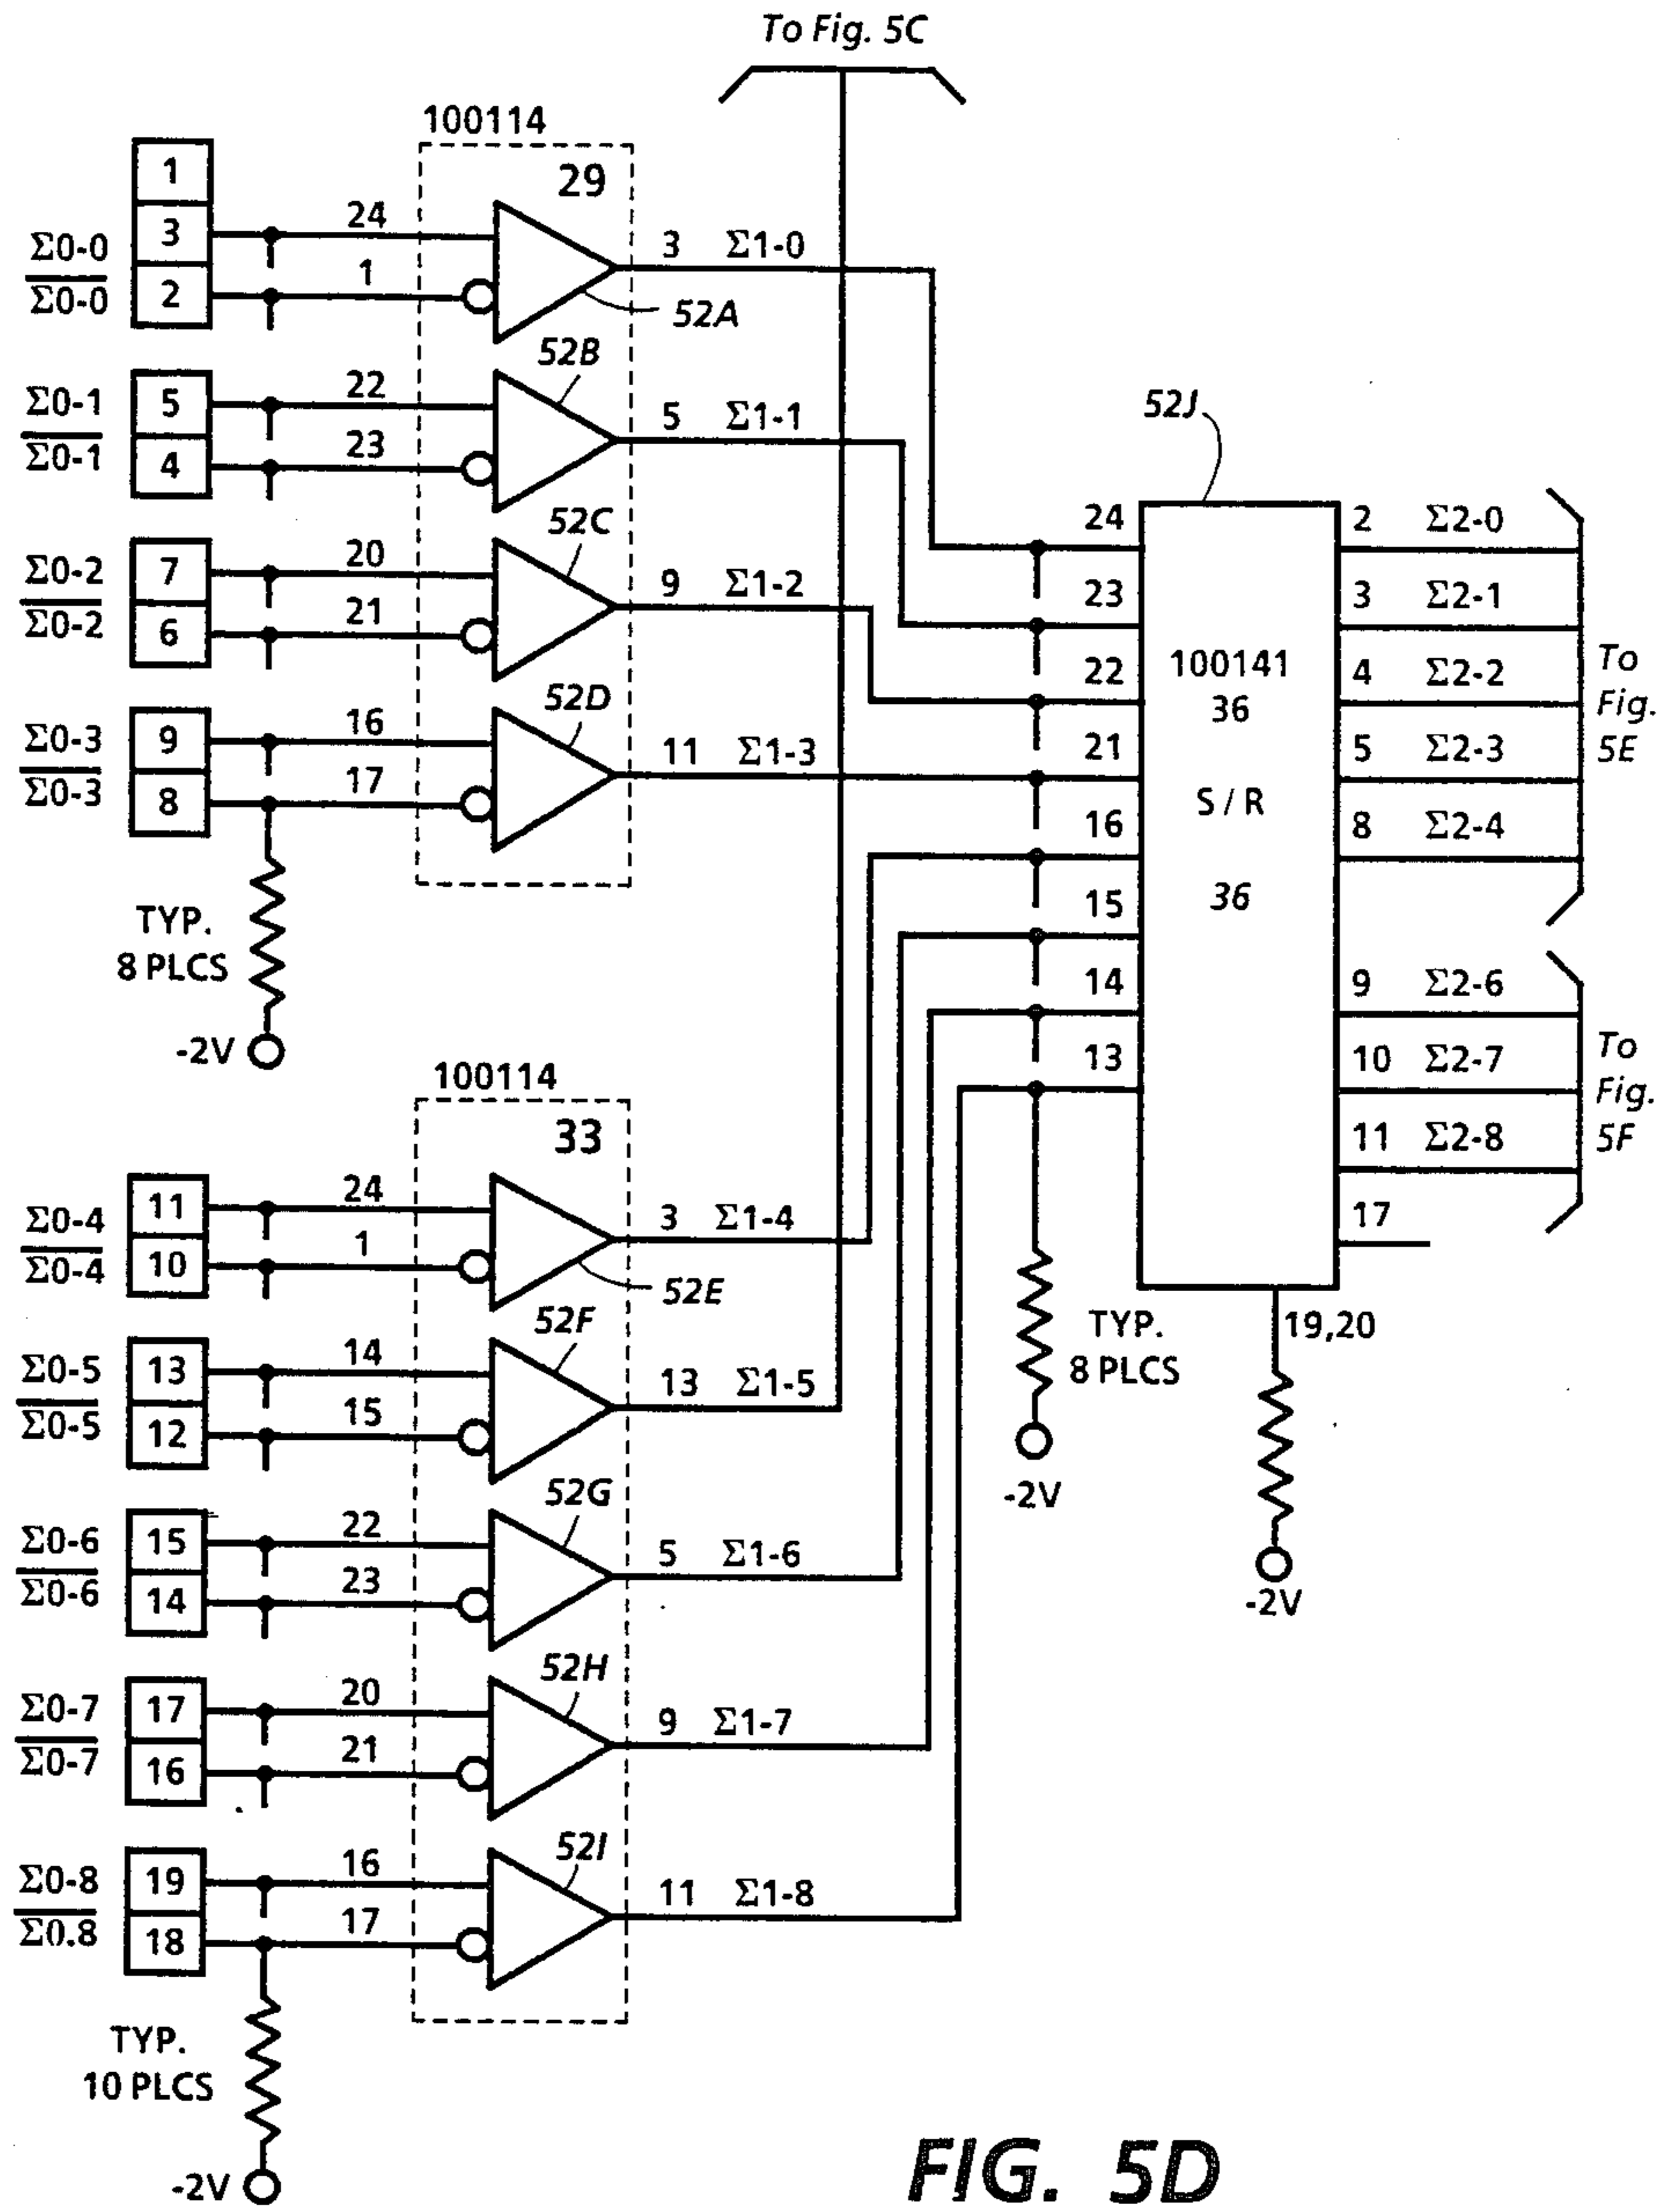 To Fig. 5C
100114
29
1
Σ0-0
3
24
3 Σ1-0
Σ0-0
2
1
52A
52B
Σ0-1
5
22
5 Σ1-1
Σ0-1
4
23
52C
Σ0-2
7
20
9 Σ1-2
Σ0-2
6
21
52D
Σ0-3
9
16
11 Σ1-3
Σ0-3
8
17
TYP.
8 PLCS
-2V
52J
24
23
22
21
16
15
14
13
100141
36
S / R
36
2 Σ2-0
3 Σ2-1
4 Σ2-2
5 Σ2-3
8 Σ2-4
To
Fig.
5E
9 Σ2-6
10 Σ2-7
11 Σ2-8
17
To
Fig.
5F
19,20
-2V
TYP.
8 PLCS
-2V
100114
33
Σ0-4
11
24
3 Σ1-4
Σ0-4
10
1
52E
52F
Σ0-5
13
14
13 Σ1-5
Σ0-5
12
15
52G
Σ0-6
15
22
5 Σ1-6
Σ0-6
14
23
52H
Σ0-7
17
20
9 Σ1-7
Σ0-7
16
21
52I
Σ0-8
19
16
11 Σ1-8
Σ0.8
18
17
TYP.
10 PLCS
-2V
FIG. 5D